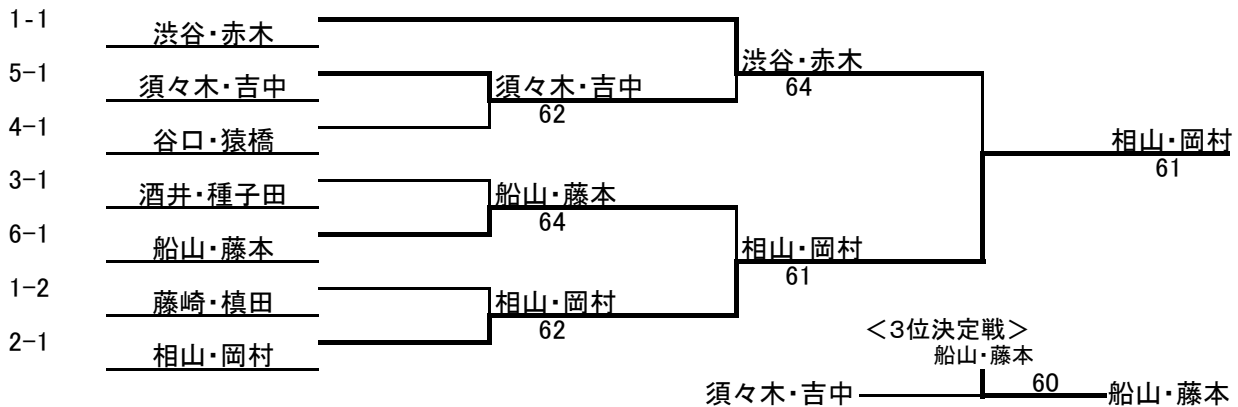 1-1
渋谷・赤木
渋谷・赤木
64
5-1
須々木・吉中
須々木・吉中
62
4-1
谷口・猿橋
相山・岡村
61
3-1
酒井・種子田
船山・藤本
64
6-1
船山・藤本
相山・岡村
61
1-2
藤崎・槙田
相山・岡村
62
2-1
相山・岡村
＜3位決定戦＞
船山・藤本
須々木・吉中
60
船山・藤本